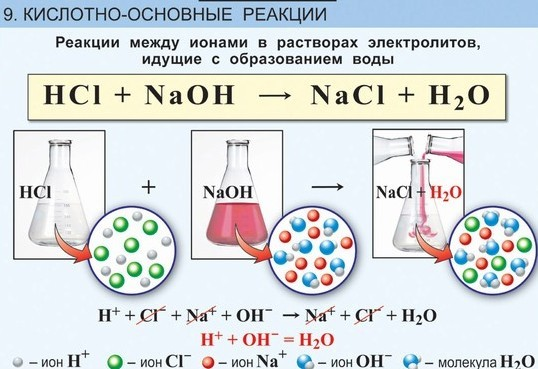 9. КИСЛОТНО-ОСНОВНЫЕ РЕАКЦИИ
Реакции между ионами в растворах электролитов,
идущие с образованием воды
HCl + NaOH → NaCl + H₂O
HCl + NaOH → NaCl + H₂O
H⁺ + Cl⁻ + Na⁺ + OH⁻ → Na⁺ + Cl⁻ + H₂O
H⁺ + OH⁻ = H₂O
– ион H⁺ – ион Cl⁻ – ион Na⁺ – ион OH⁻ – молекула H₂O